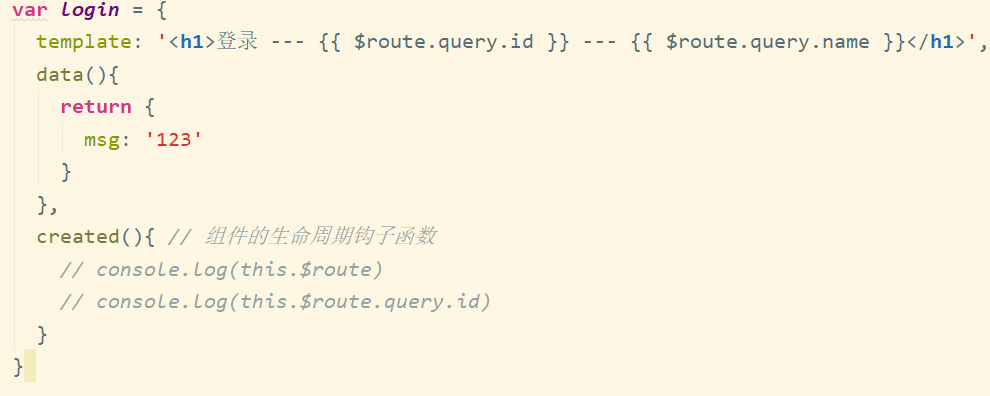 var login = {
  template: '<h1>登录 --- {{ $route.query.id }} --- {{ $route.query.name }}</h1>',
  data(){
    return {
      msg: '123'
    }
  },
  created(){ // 组件的生命周期钩子函数
    // console.log(this.$route)
    // console.log(this.$route.query.id)
  }
}